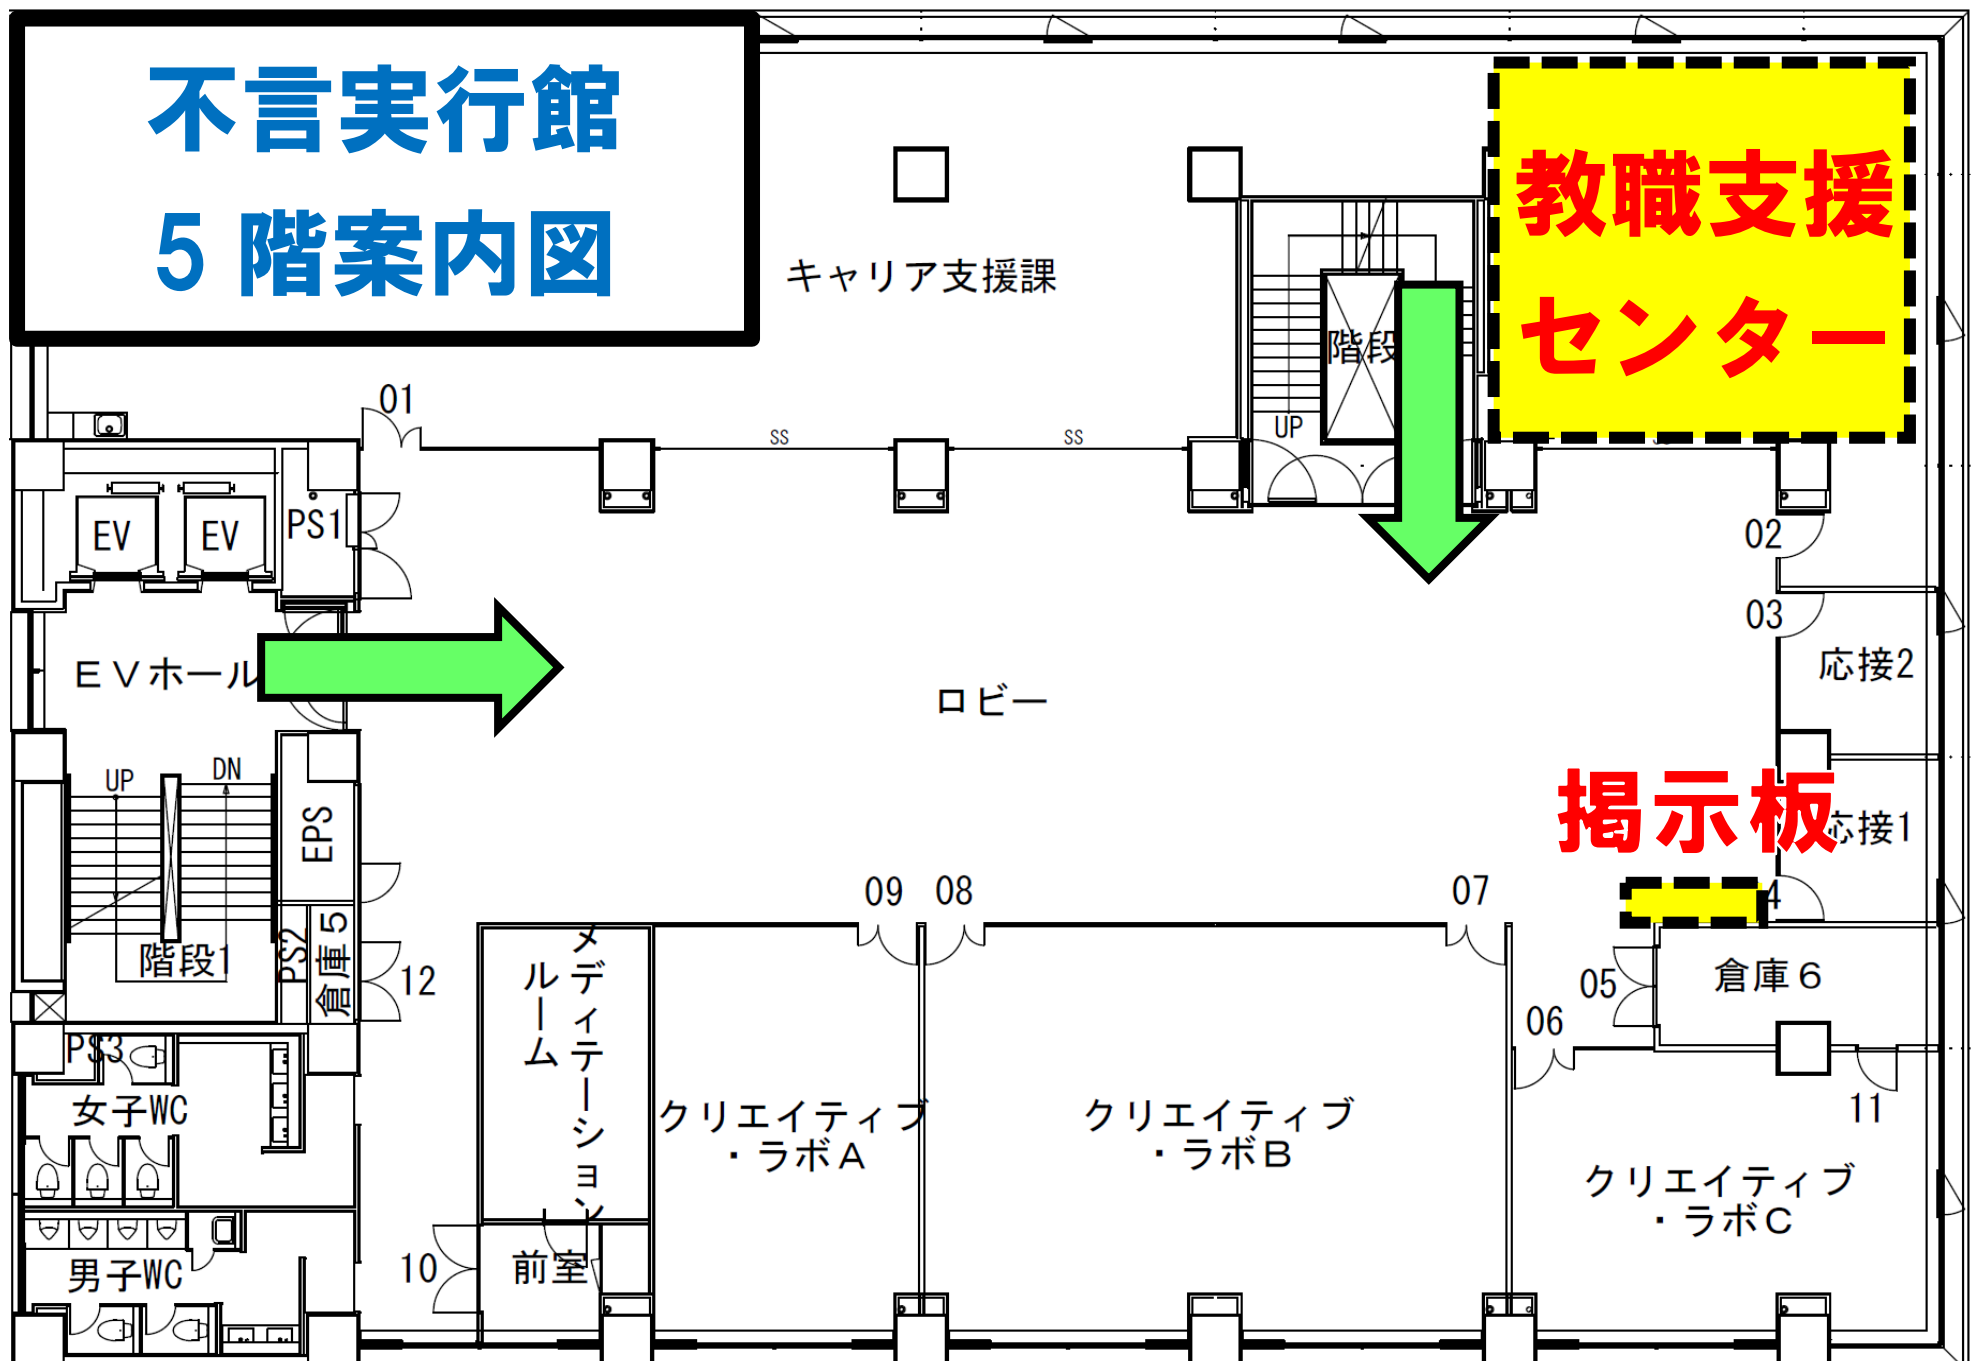 不言実行館
5階案内図
教職支援
センター
キャリア支援課
階段
UP
01
SS
SS
EV
EV
PS1
02
03
EVホール
応接2
ロビー
UP
DN
掲示板
応接1
EPS
09
08
07
4
階段1
PS2
倉庫5
12
メディテーション
ルーム
05
倉庫6
06
PS3
女子WC
クリエイティブ
・ラボA
クリエイティブ
・ラボB
11
クリエイティブ
・ラボC
10
前室
男子WC